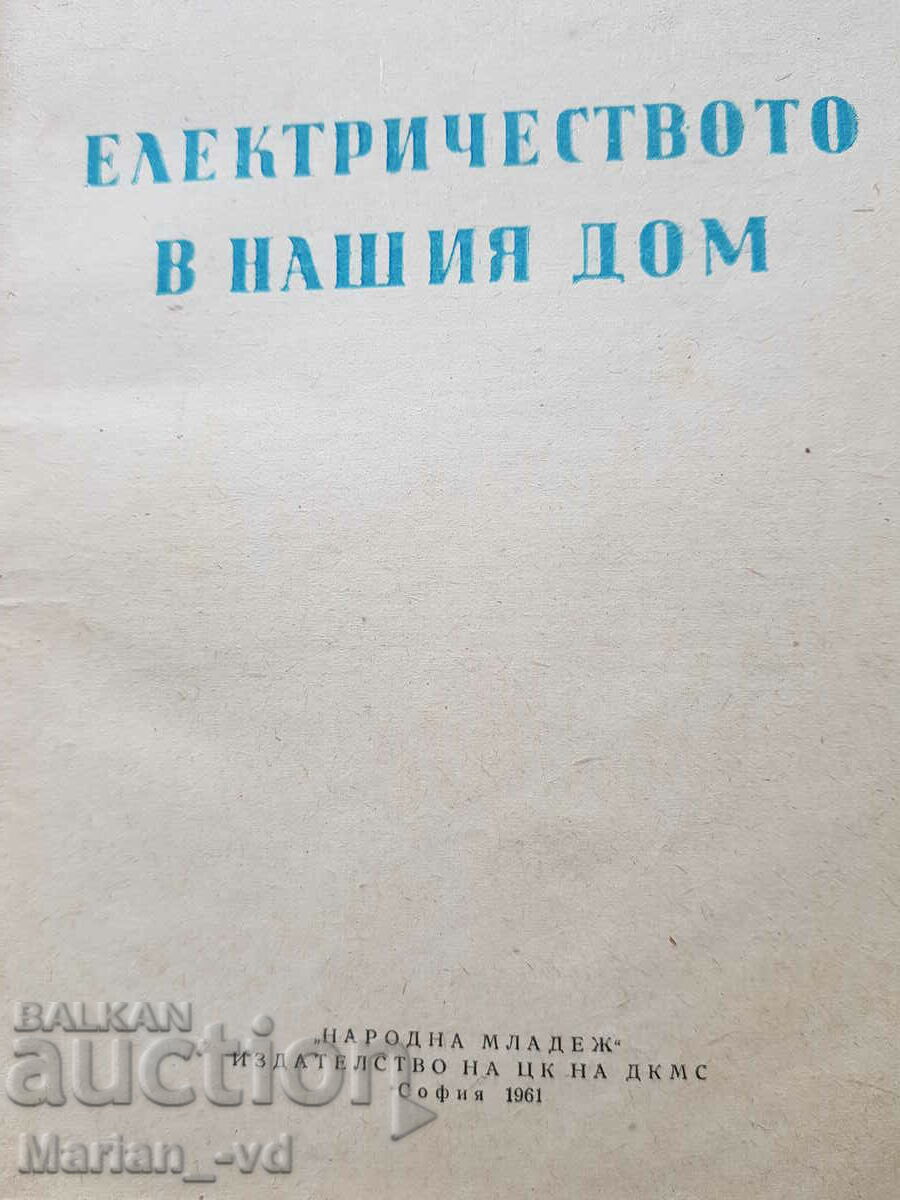 ЕЛЕКТРИЧЕСТВОТО
В НАШИЯ ДОМ
„НАРОДНА МЛАДЕЖ“
ИЗДАТЕЛСТВО НА ЦК НА ДКМС
София 1961
BALKAN
auction
Marian_-vd